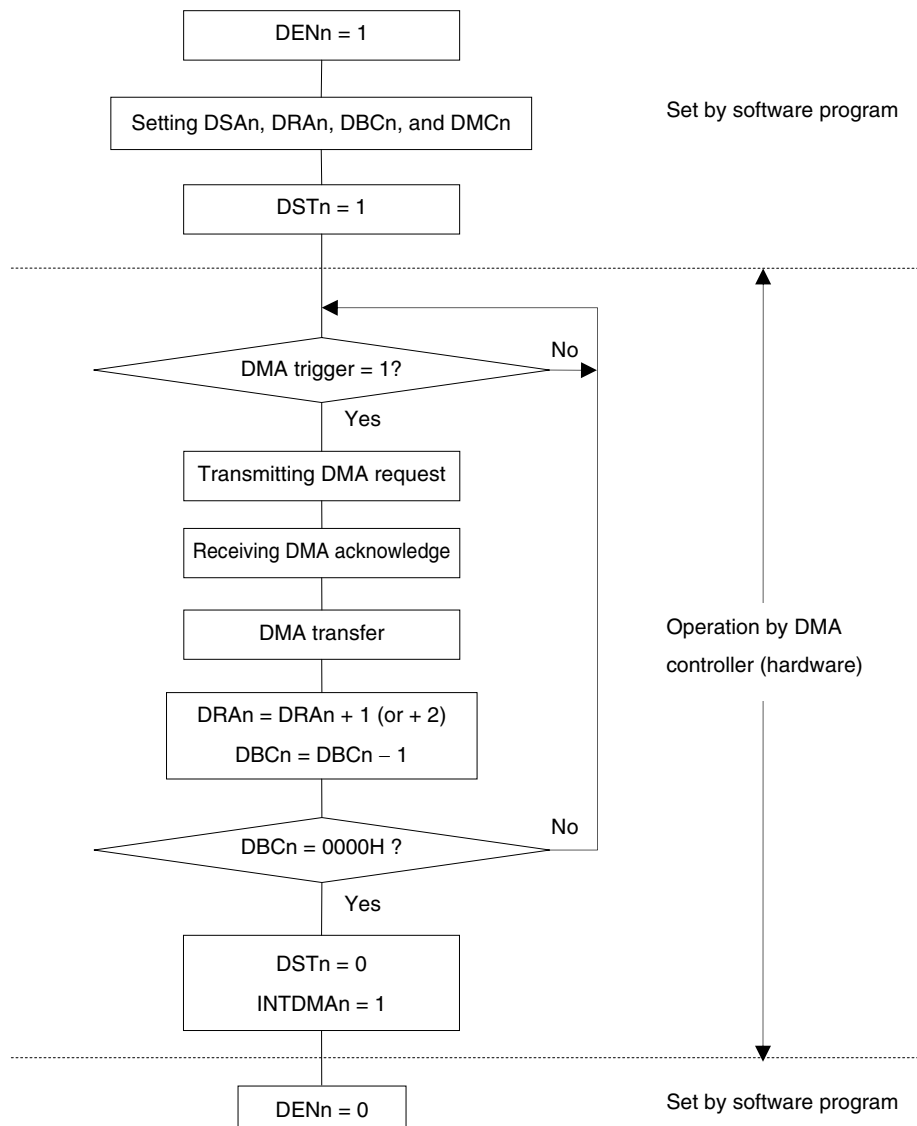 DENn = 1
Setting DSAn, DRAn, DBCn, and DMCn
Set by software program
DSTn = 1
DMA trigger = 1?
No
Yes
Transmitting DMA request
Receiving DMA acknowledge
DMA transfer
Operation by DMA
controller (hardware)
DRAn = DRAn + 1 (or + 2)
DBCn = DBCn − 1
DBCn = 0000H ?
No
Yes
DSTn = 0
INTDMAn = 1
DENn = 0
Set by software program